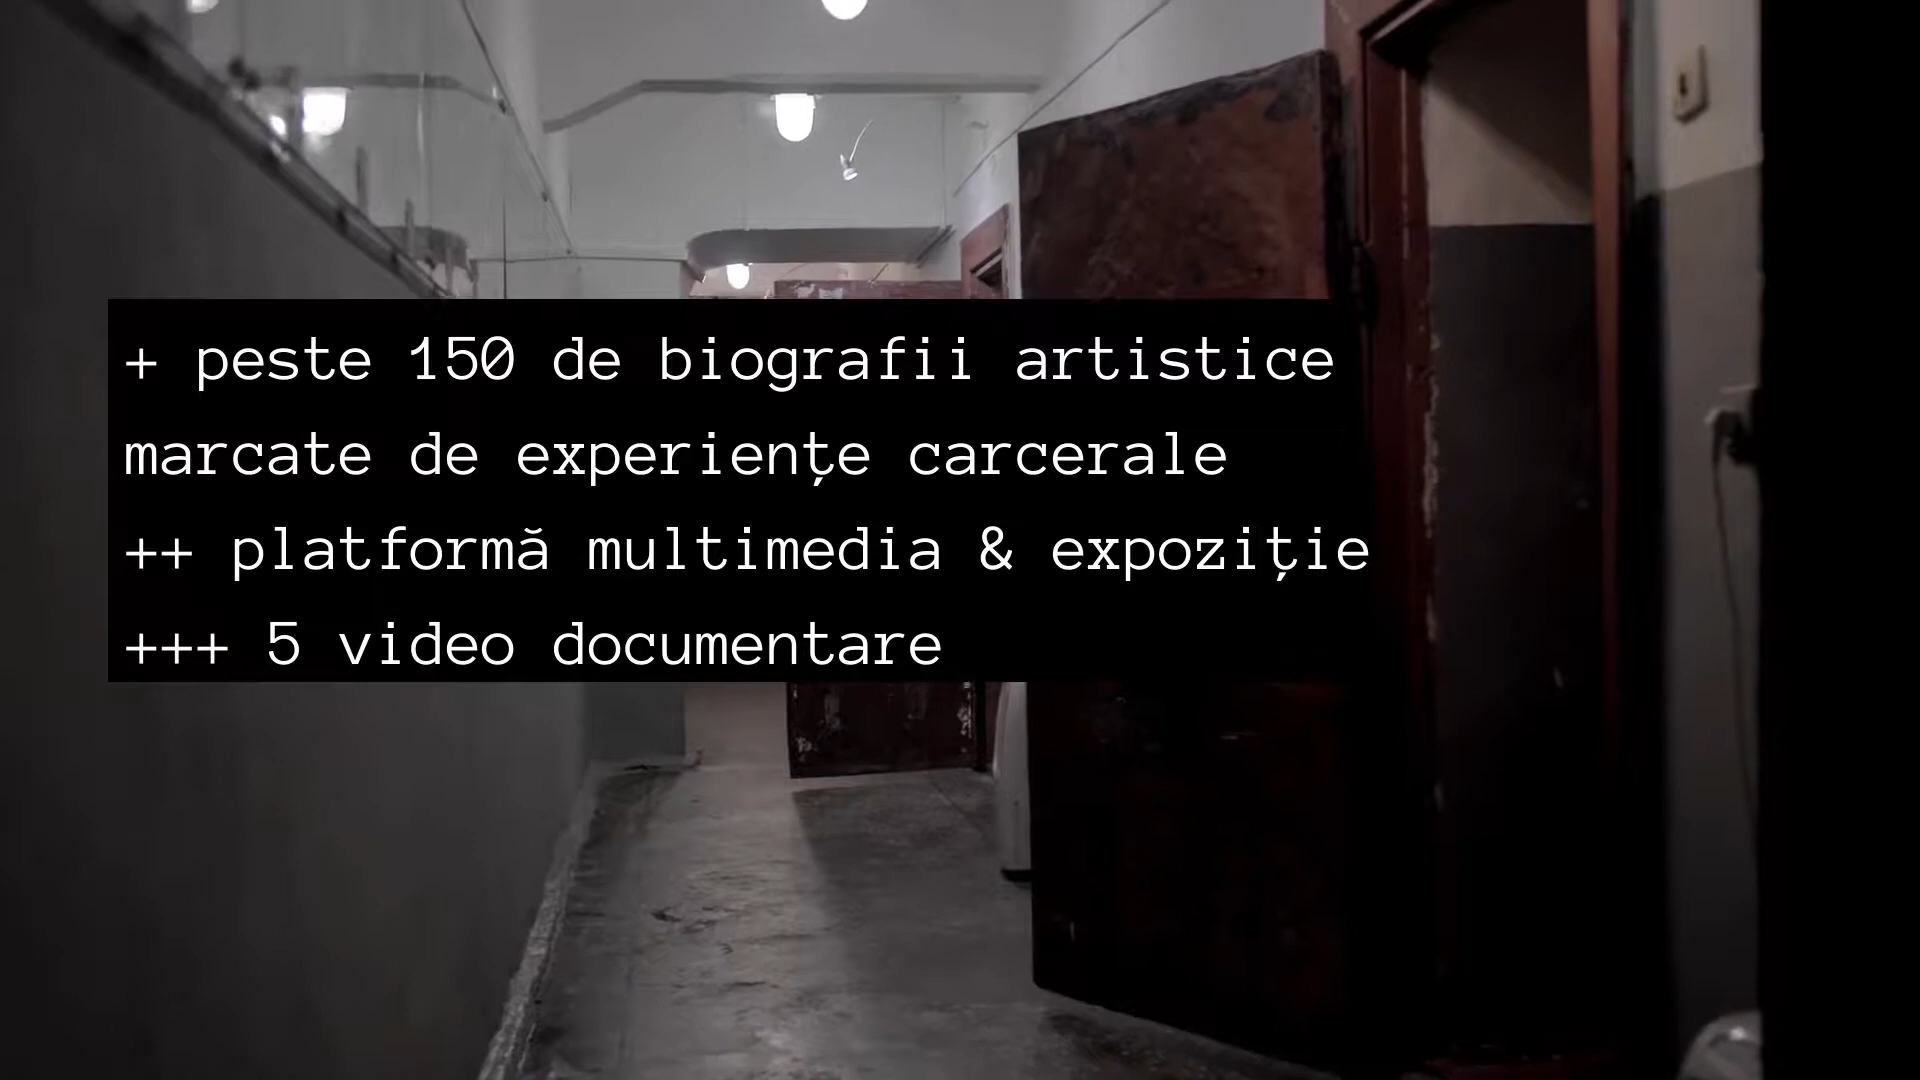 + peste 150 de biografii artistice
marcate de experiențe carcerale
++ platformă multimedia & expoziție
+++ 5 video documentare